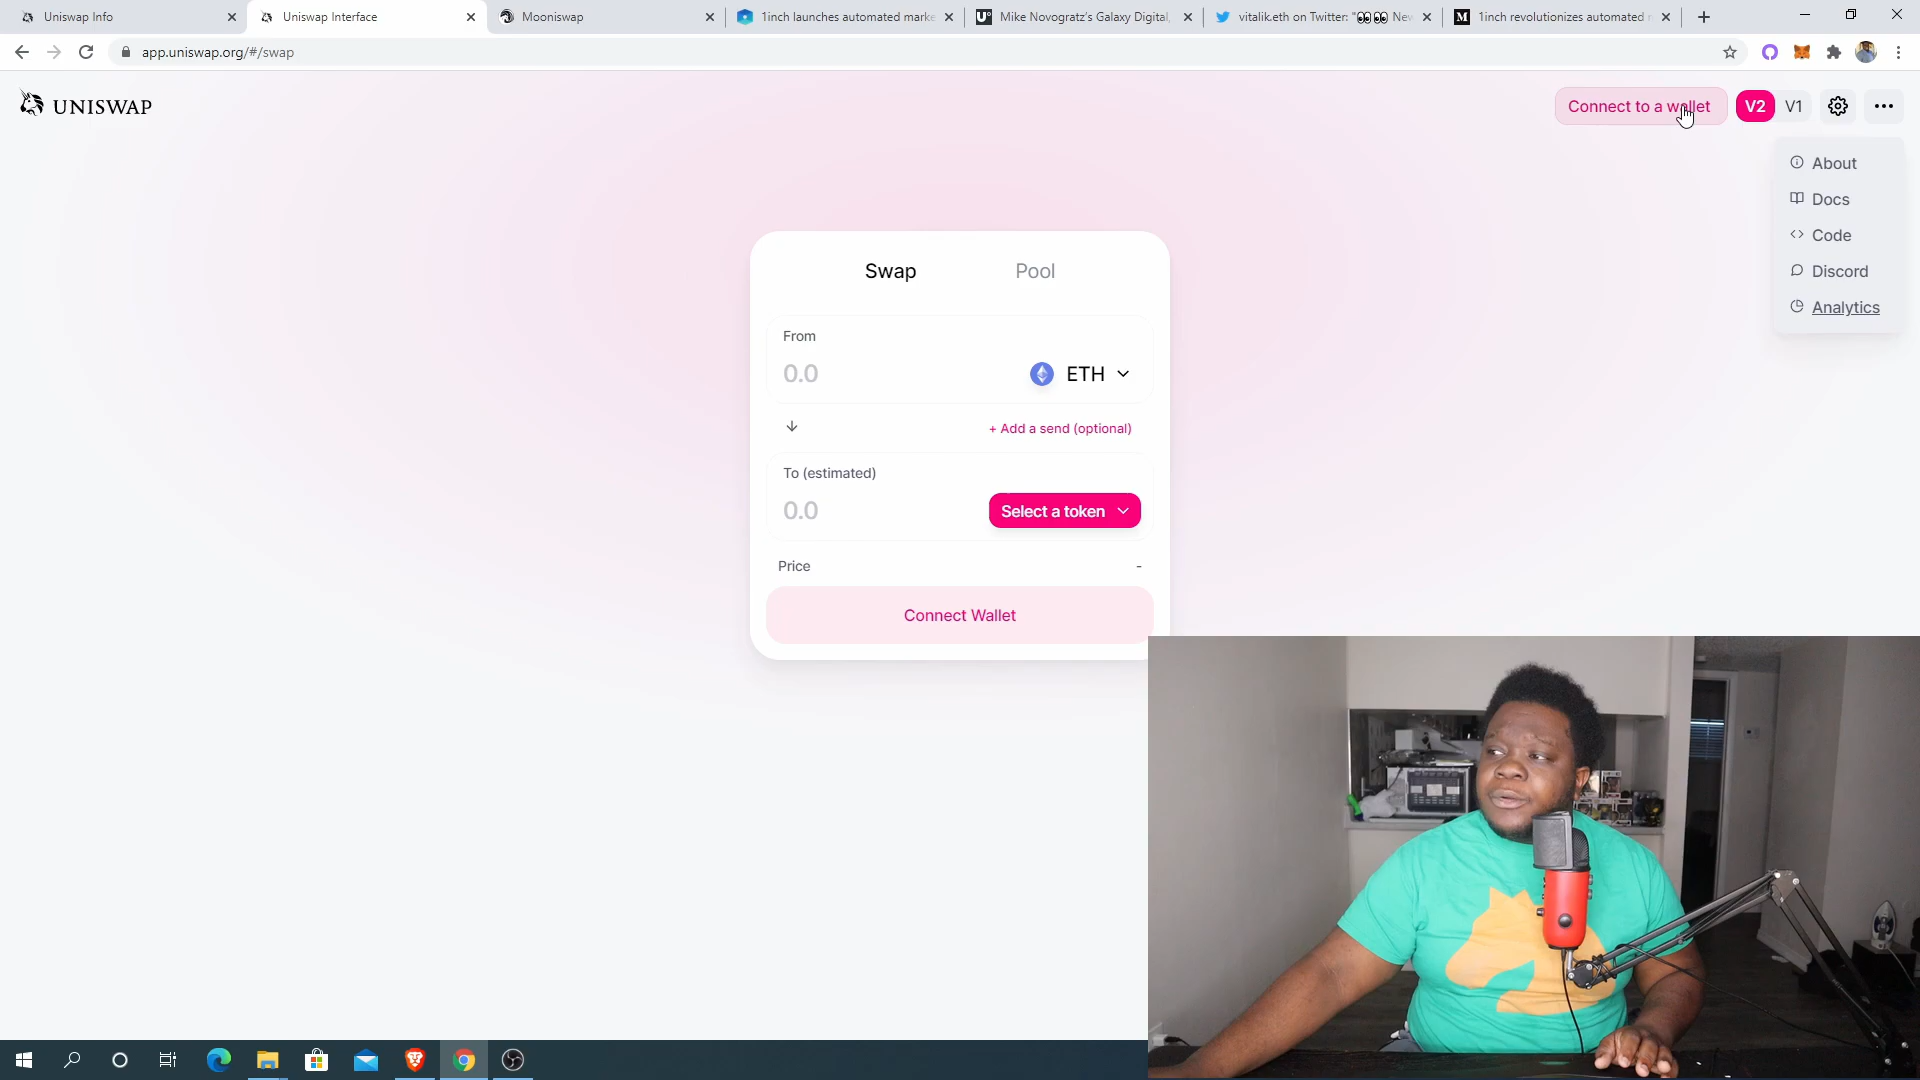 Uniswap Info
Uniswap Interface
Mooniswap
1inch launches automated marke
Mike Novogratz's Galaxy Digital,
vitalik.eth on Twitter: "👀👀 Nev
1inch revolutionizes automated
app.uniswap.org/#/swap
UNISWAP
Connect to a wallet
V2
V1
About
Docs
Code
Discord
Analytics
Swap
Pool
From
0.0
ETH
+ Add a send (optional)
To (estimated)
0.0
Select a token
Price
-
Connect Wallet